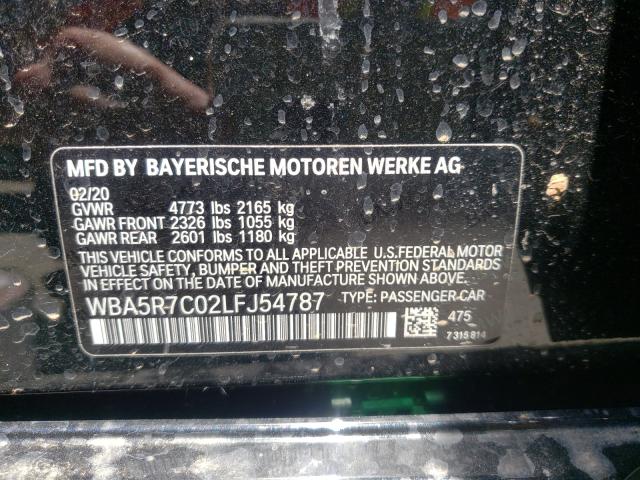 MFD BY BAYERISCHE MOTOREN WERKE AG
02/20
GVWR 4773 lbs 2165 kg
GAWR FRONT 2326 lbs 1055 kg
GAWR REAR 2601 lbs 1180 kg
THIS VEHICLE CONFORMS TO ALL APPLICABLE U.S.FEDERAL MOTOR
VEHICLE SAFETY, BUMPER AND THEFT PREVENTION STANDARDS
IN EFFECT ON THE DATE OF MANUFACTURE SHOWN ABOVE.
WBA5R7C02LFJ54787 TYPE: PASSENGER CAR
475
7 315 814